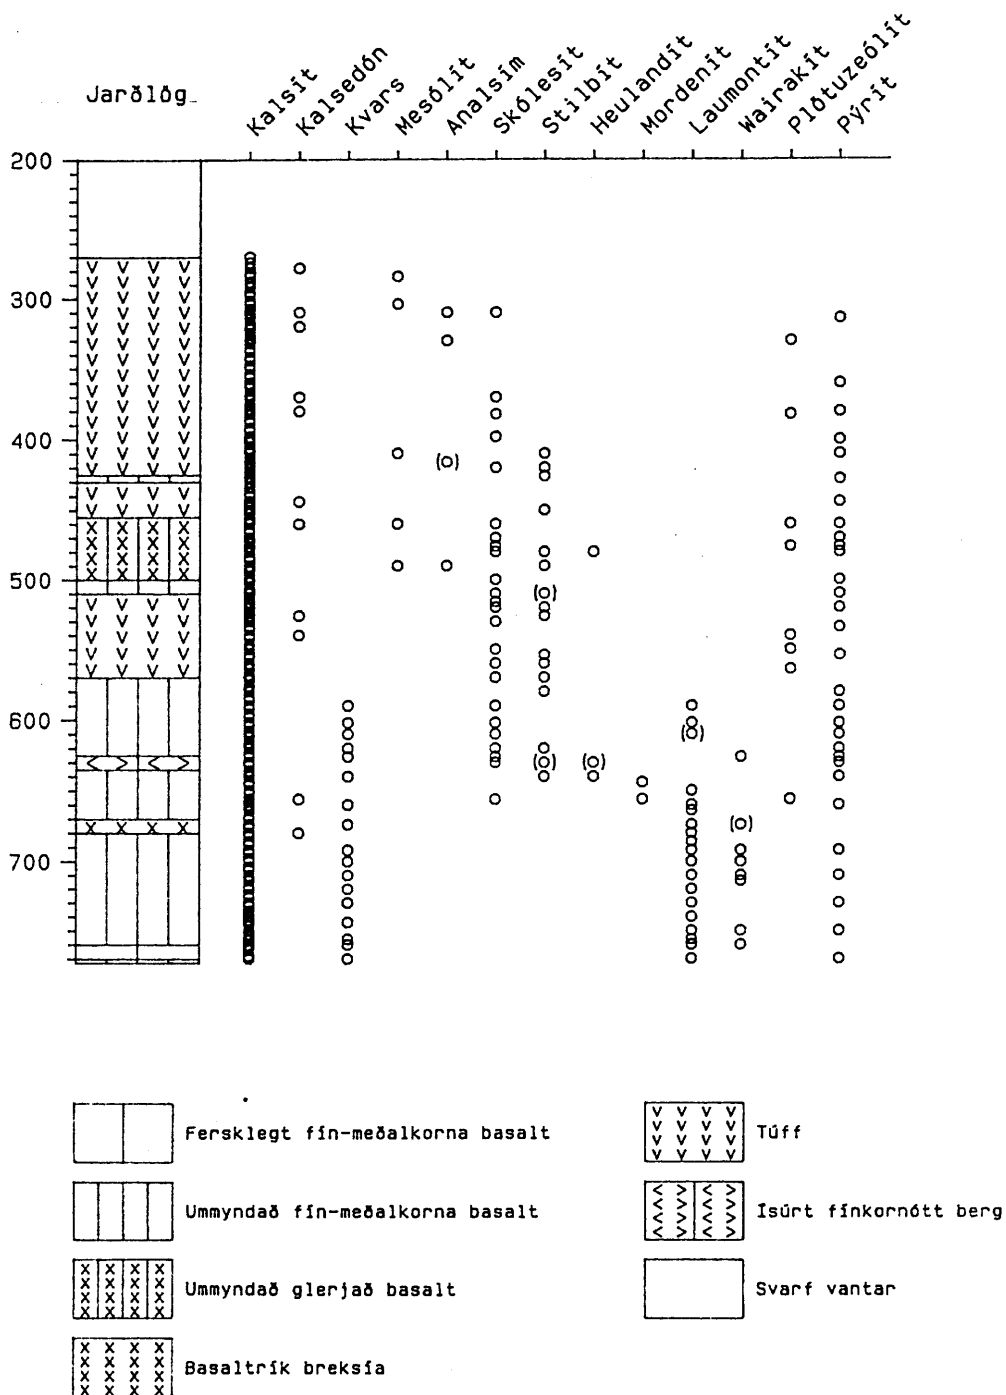 Jarðlög
Kalsít
Kalsedón
Kvars
Mesólít
Analsím
Skólesít
Stilbít
Heulandít
Mordenít
Laumontít
Wairakít
Plötuzeólít
Pýrít
200
300
400
500
600
700
Fersklegt fín-meðalkorna basalt
Ummyndað fín-meðalkorna basalt
Ummyndað glerjað basalt
Basaltrík breksía
Túff
Ísúrt fínkornótt berg
Svarf vantar